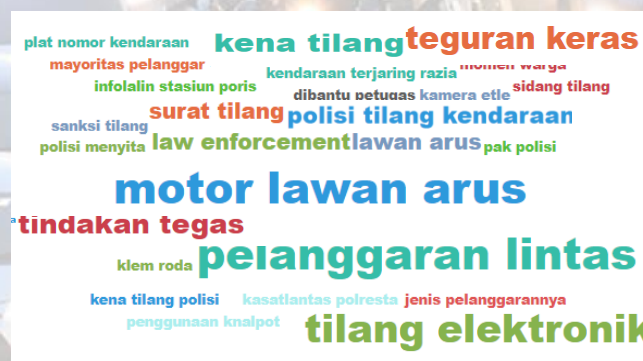 plat nomor kendaraan kena tilang teguran keras
mayoritas pelanggar kendaraan terjaring razia momen warga
infolalin stasiun poris dibantu petugas kamera etle sidang tilang
surat tilang polisi tilang kendaraan
sanksi tilang
polisi menyita law enforcement lawan arus pak polisi
motor lawan arus
tindakan tegas
klem roda pelanggaran lintas
kena tilang polisi kasatlantas polresta jenis pelanggarannya
penggunaan knalpot tilang elektronik